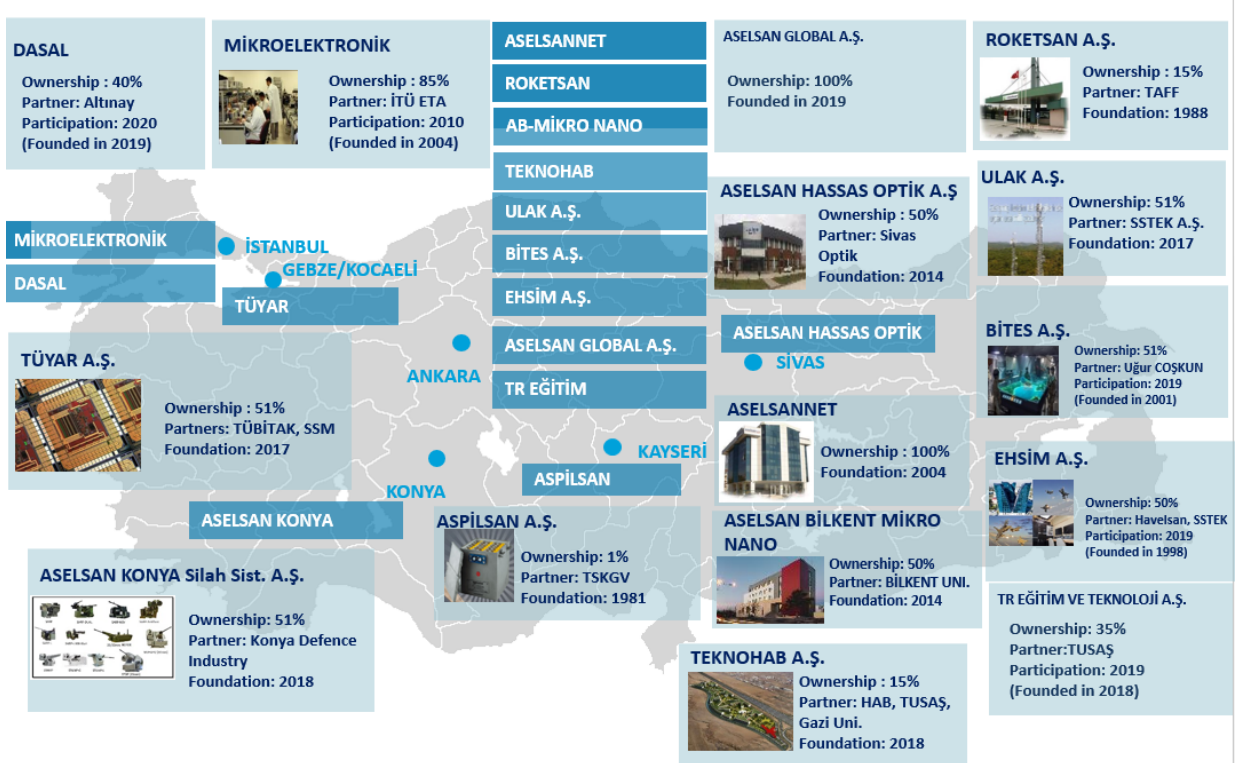 DASAL
Ownership : 40%
Partner: Altınay
Participation: 2020
(Founded in 2019)
MİKROELEKTRONİK
Ownership : 85%
Partner: İTÜ ETA
Participation: 2010
(Founded in 2004)
ASELSANNET
ROKETSAN
AB-MİKRO NANO
TEKNOHAB
ULAK A.Ş.
BİTES A.Ş.
EHSİM A.Ş.
ASELSAN GLOBAL A.Ş.
TR EĞİTİM
ASELSAN GLOBAL A.Ş.
Ownership: 100%
Founded in 2019
ROKETSAN A.Ş.
Ownership : 15%
Partner: TAFF
Foundation: 1988
MİKROELEKTRONİK
DASAL
İSTANBUL
GEBZE/KOCAELİ
TÜYAR
ASELSAN HASSAS OPTİK A.Ş
Ownership : 50%
Partner: Sivas
Optik
Foundation: 2014
ULAK A.Ş.
Ownership : 51%
Partner: SSTEK A.Ş.
Foundation: 2017
ASELSAN HASSAS OPTİK
SİVAS
ANKARA
TÜYAR A.Ş.
Ownership : 51%
Partners: TÜBİTAK, SSM
Foundation: 2017
BİTES A.Ş.
Ownership: 51%
Partner: Uğur COŞKUN
Participation: 2019
(Founded in 2001)
ASELSANNET
Ownership : 100%
Foundation: 2004
KAYSERİ
ASPİLSAN
KONYA
ASELSAN KONYA
EHSİM A.Ş.
Ownership: 50%
Partner: Havelsan, SSTEK
Participation: 2019
(Founded in 1998)
ASPİLSAN A.Ş.
Ownership: 1%
Partner: TSKGV
Foundation: 1981
ASELSAN BİLKENT MİKRO
NANO
Ownership: 50%
Partner: BİLKENT UNI.
Foundation: 2014
ASELSAN KONYA Silah Sist. A.Ş.
Ownership: 51%
Partner: Konya Defence
Industry
Foundation: 2018
TR EĞİTİM VE TEKNOLOJİ A.Ş.
Ownership: 35%
Partner:TUSAŞ
Participation: 2019
(Founded in 2018)
TEKNOHAB A.Ş.
Ownership : 15%
Partner: HAB, TUSAŞ,
Gazi Uni.
Foundation: 2018